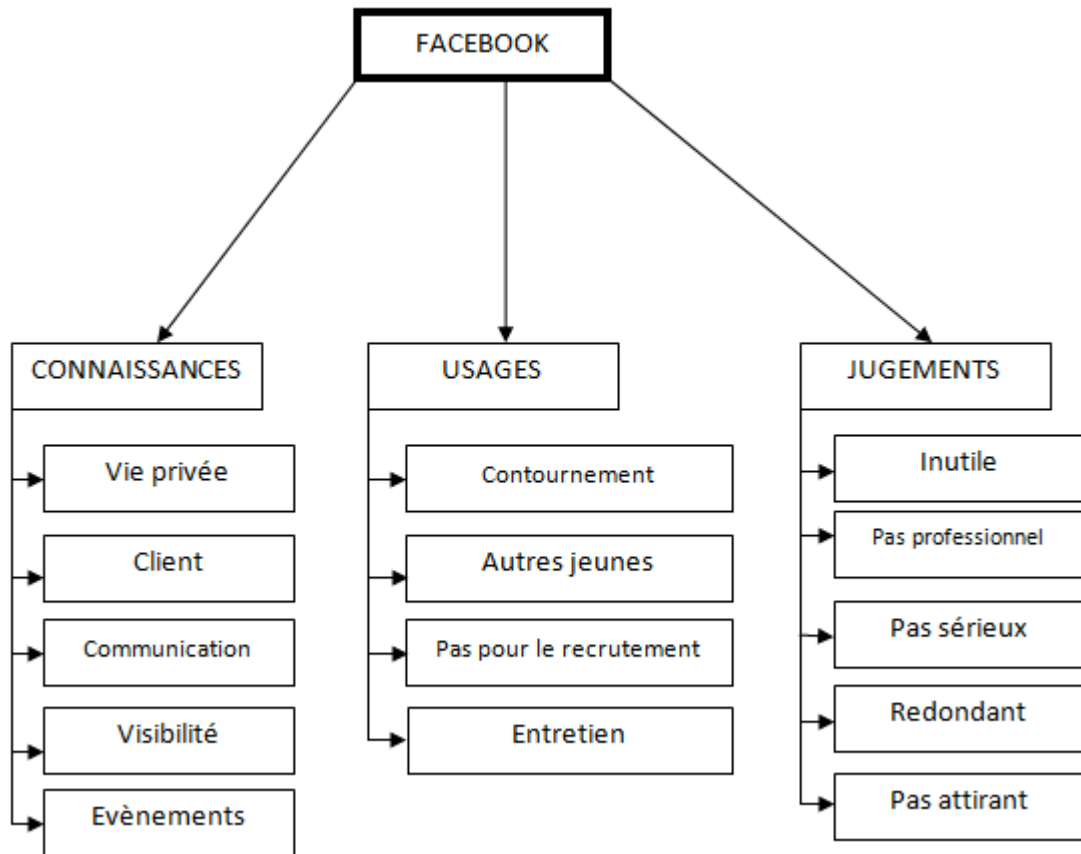 FACEBOOK
CONNAISSANCES
Vie privée
Client
Communication
Visibilité
Evènements
USAGES
Contournement
Autres jeunes
Pas pour le recrutement
Entretien
JUGEMENTS
Inutile
Pas professionnel
Pas sérieux
Redondant
Pas attirant